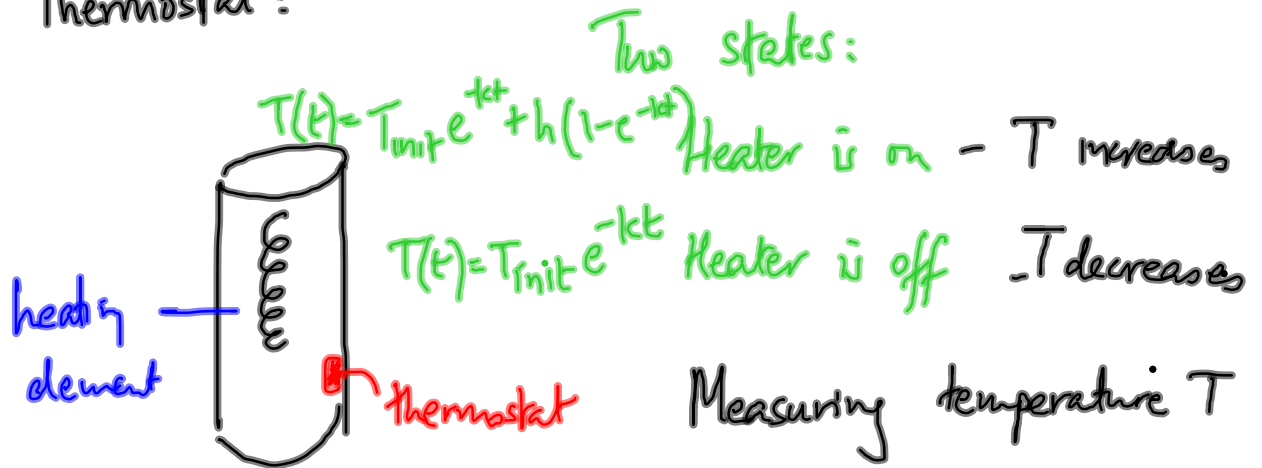 Thermostat:
Two states:
T(t)= T_init e^-kt + h(1-e^-kt) Heater is on - T increases
T(t)= T_init e^-kt Heater is off - T decreases
heating
element
thermostat
Measuring temperature T